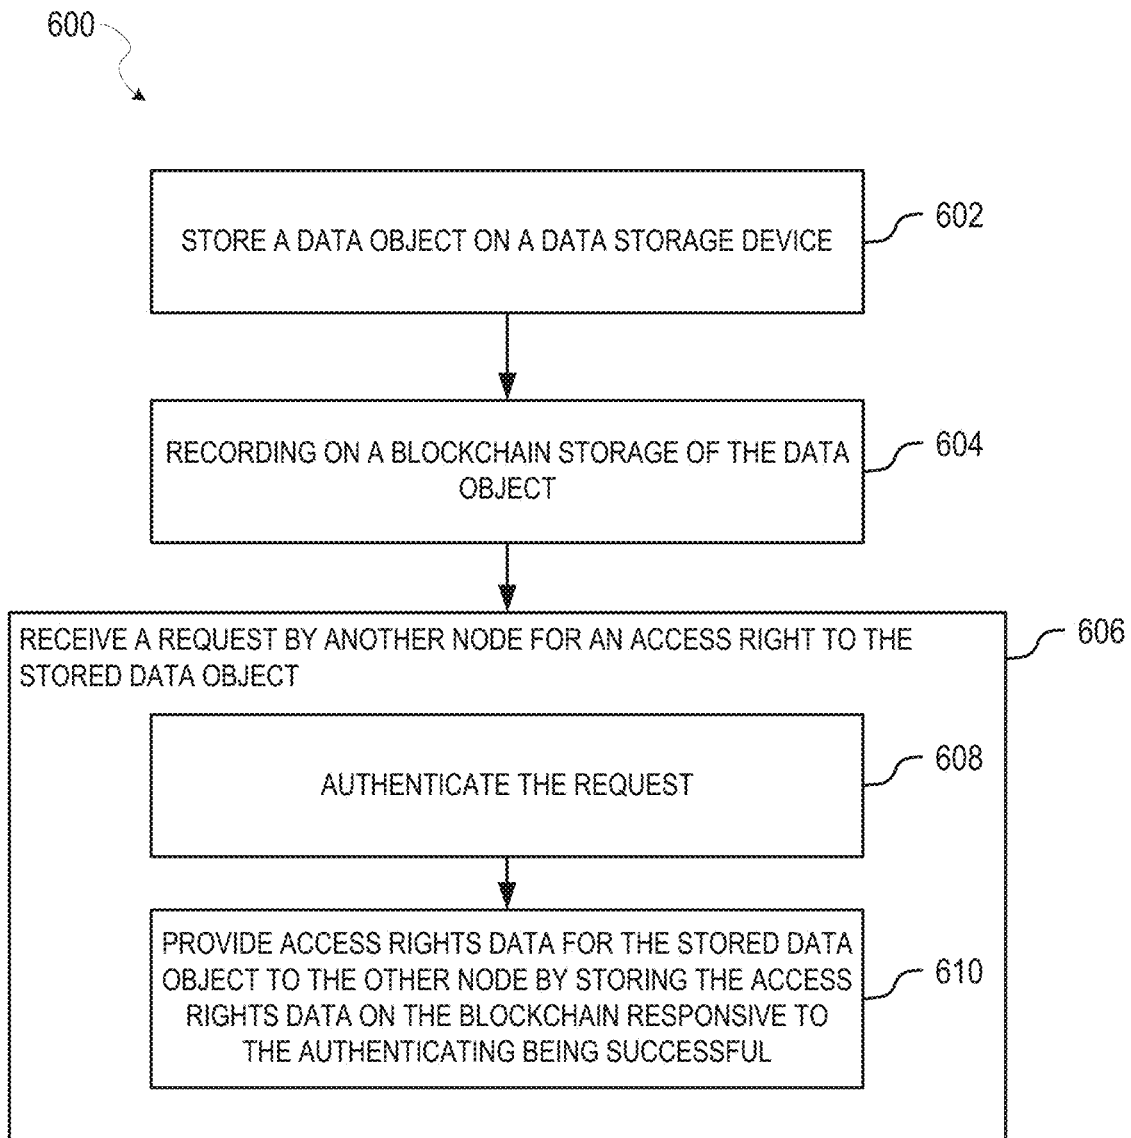 600
STORE A DATA OBJECT ON A DATA STORAGE DEVICE
602
RECORDING ON A BLOCKCHAIN STORAGE OF THE DATA
OBJECT
604
RECEIVE A REQUEST BY ANOTHER NODE FOR AN ACCESS RIGHT TO THE
STORED DATA OBJECT
606
AUTHENTICATE THE REQUEST
608
PROVIDE ACCESS RIGHTS DATA FOR THE STORED DATA
OBJECT TO THE OTHER NODE BY STORING THE ACCESS
RIGHTS DATA ON THE BLOCKCHAIN RESPONSIVE TO
THE AUTHENTICATING BEING SUCCESSFUL
610